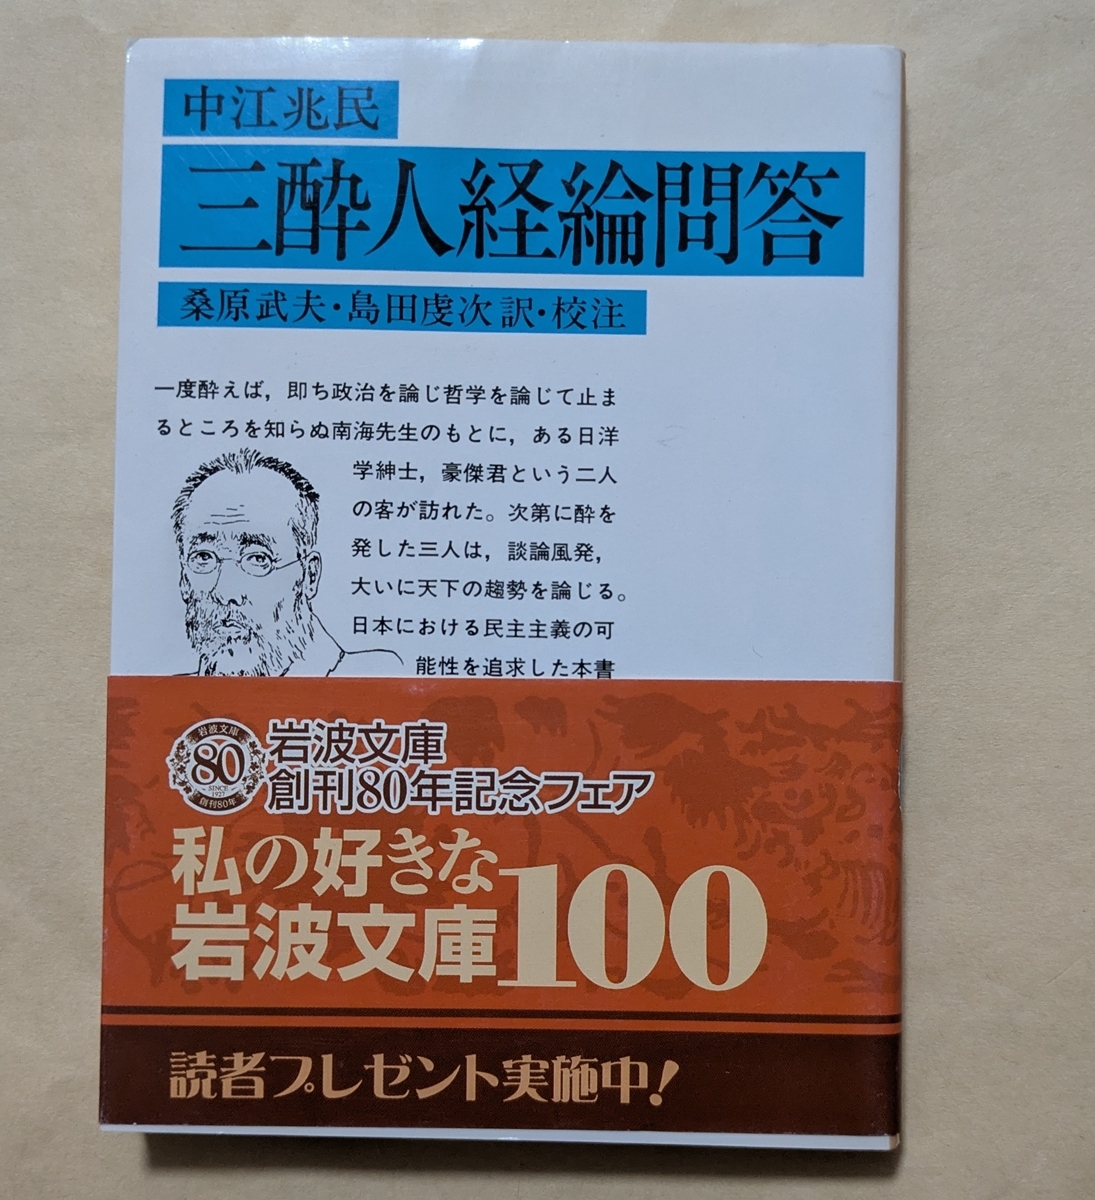 中江兆民
三酔人経綸問答
桑原武夫・島田虔次 訳・校注
一度酔えば，即ち政治を論じ哲学を論じて止ま
るところを知らぬ南海先生のもとに，ある日洋
学紳士，豪傑君という二人
の客が訪れた。次第に酔を
発した三人は，談論風発，
大いに天下の趨勢を論じる。
日本における民主主義の可
能性を追求した本書
岩波文庫
80
SINCE
1927
創刊80年
岩波文庫
創刊80年記念フェア
私の好きな
岩波文庫100
読者プレゼント実施中！